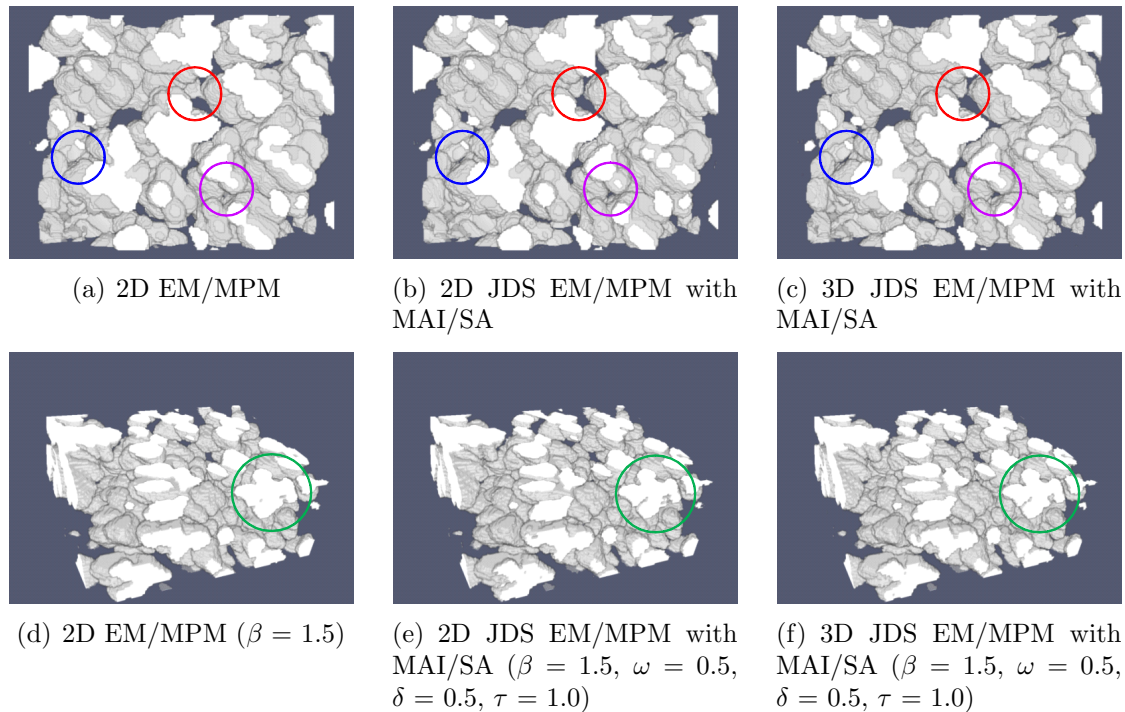 (a) 2D EM/MPM
(b) 2D JDS EM/MPM with
MAI/SA
(c) 3D JDS EM/MPM with
MAI/SA
(d) 2D EM/MPM (β = 1.5)
(e) 2D JDS EM/MPM with
MAI/SA (β = 1.5, ω = 0.5,
δ = 0.5, τ = 1.0)
(f) 3D JDS EM/MPM with
MAI/SA (β = 1.5, ω = 0.5,
δ = 0.5, τ = 1.0)